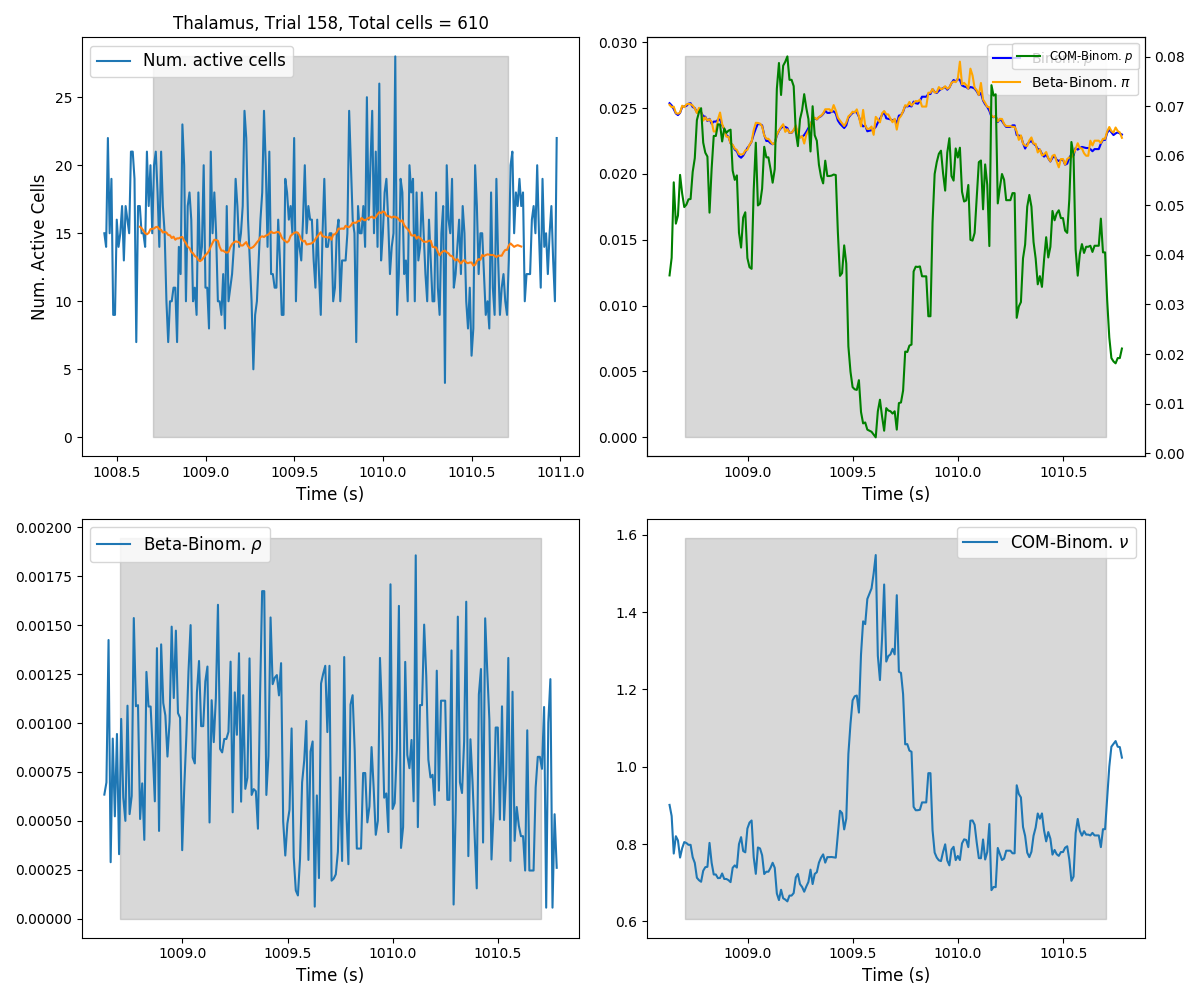 Thalamus, Trial 158, Total cells = 610
Num. active cells
Num. Active Cells
25
20
15
10
5
0
1008.5 1009.0 1009.5 1010.0 1010.5 1011.0
Time (s)
COM-Binom. p
Beta-Binom. π
0.030
0.025
0.020
0.015
0.010
0.005
0.000
0.08
0.07
0.06
0.05
0.04
0.03
0.02
0.01
0.00
1009.0 1009.5 1010.0 1010.5
Time (s)
Beta-Binom. ρ
0.00200
0.00175
0.00150
0.00125
0.00100
0.00075
0.00050
0.00025
0.00000
1009.0 1009.5 1010.0 1010.5
Time (s)
COM-Binom. ν
1.6
1.4
1.2
1.0
0.8
0.6
1009.0 1009.5 1010.0 1010.5
Time (s)